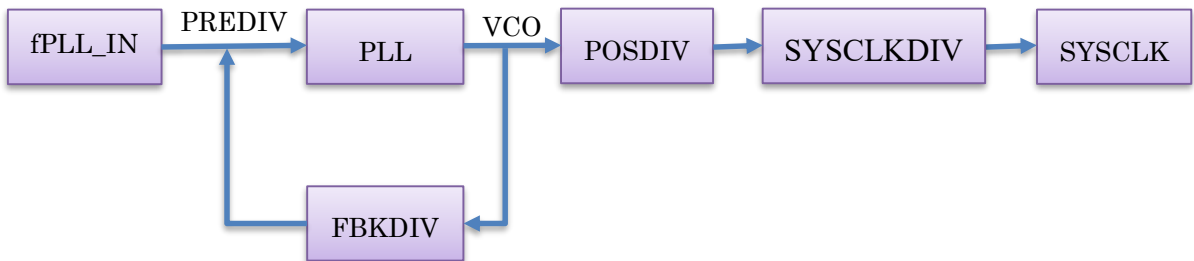 fPLL_IN
PREDIV
PLL
VCO
POSDIV
SYSCLKDIV
SYSCLK
FBKDIV